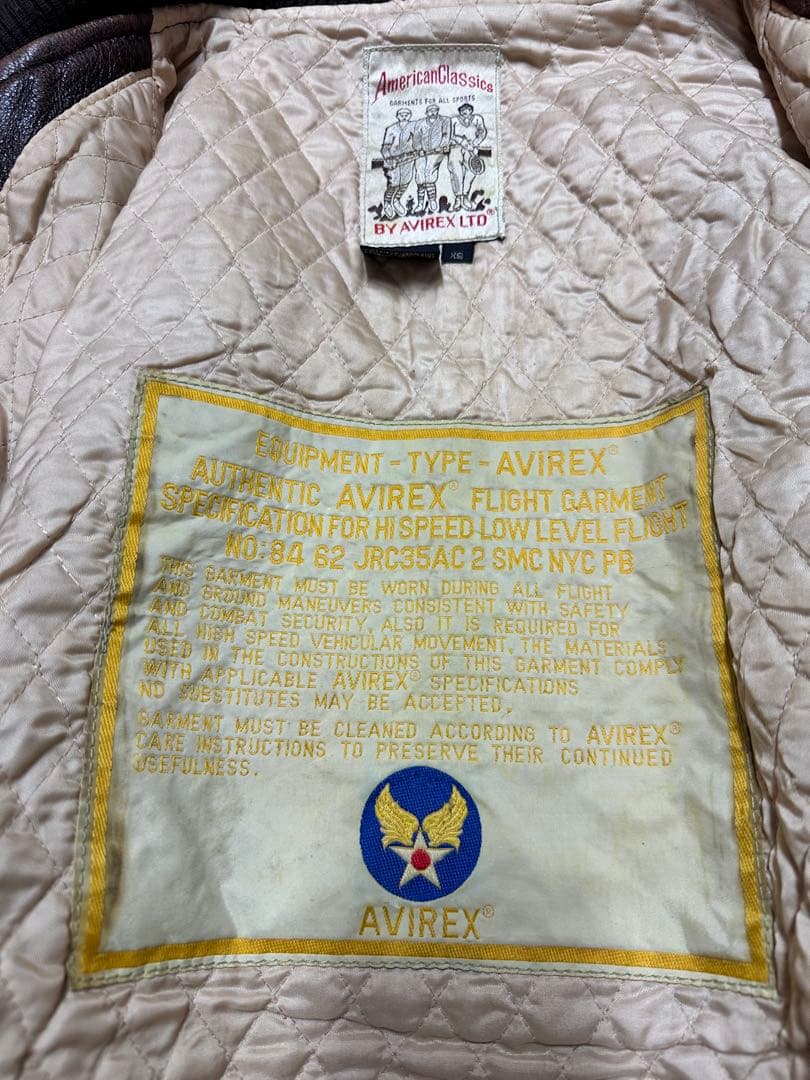 AmericanClassics
GARMENTS FOR ALL SPORTS
BY AVIREX LTD®
XS
EQUIPMENT - TYPE - AVIREX®
AUTHENTIC AVIREX® FLIGHT GARMENT
SPECIFICATION FOR HI SPEED LOW LEVEL FLIGHT
NO: 84 62 JRC35AC 2 SMC NYC PB
THIS GARMENT MUST BE WORN DURING ALL FLIGHT
AND GROUND MANEUVERS CONSISTENT WITH SAFETY
AND COMBAT SECURITY. ALSO IT IS REQUIRED FOR
ALL HIGH SPEED VEHICULAR MOVEMENT. THE MATERIALS
USED IN THE CONSTRUCTIONS OF THIS GARMENT COMPLY
WITH APPLICABLE AVIREX® SPECIFICATIONS
NO SUBSTITUTES MAY BE ACCEPTED.
GARMENT MUST BE CLEANED ACCORDING TO AVIREX®
CARE INSTRUCTIONS TO PRESERVE THEIR CONTINUED
USEFULNESS.
AVIREX®